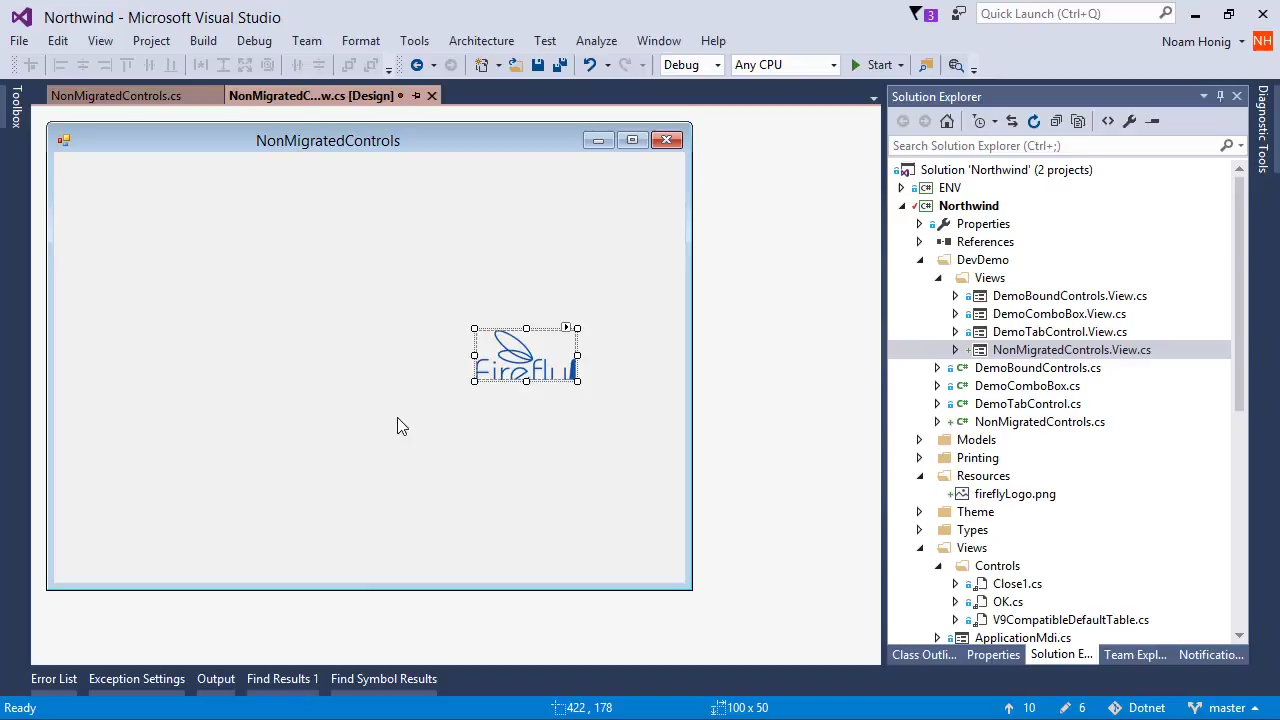 Northwind - Microsoft Visual Studio
3
Quick Launch (Ctrl+Q)
File Edit View Project Build Debug Team Format Tools Architecture Test Analyze Window Help
Noam Honig NH
Debug Any CPU Start
Toolbox
NonMigratedControls.cs
NonMigratedC...w.cs [Design]
NonMigratedControls
Firefly
Solution Explorer
Search Solution Explorer (Ctrl+;)
Solution 'Northwind' (2 projects)
C# ENV
C# Northwind
Properties
References
DevDemo
Views
DemoBoundControls.View.cs
DemoComboBox.View.cs
DemoTabControl.View.cs
NonMigratedControls.View.cs
C# DemoBoundControls.cs
C# DemoComboBox.cs
C# DemoTabControl.cs
C# NonMigratedControls.cs
Models
Printing
Resources
fireflyLogo.png
Theme
Types
Views
Controls
Close1.cs
OK.cs
V9CompatibleDefaultTable.cs
ApplicationMdi.cs
Class Outli... Properties Solution E... Team Expl... Notificatio...
Diagnostic Tools
Error List Exception Settings Output Find Results 1 Find Symbol Results
Ready 422 , 178 100 x 50 10 6 Dotnet master